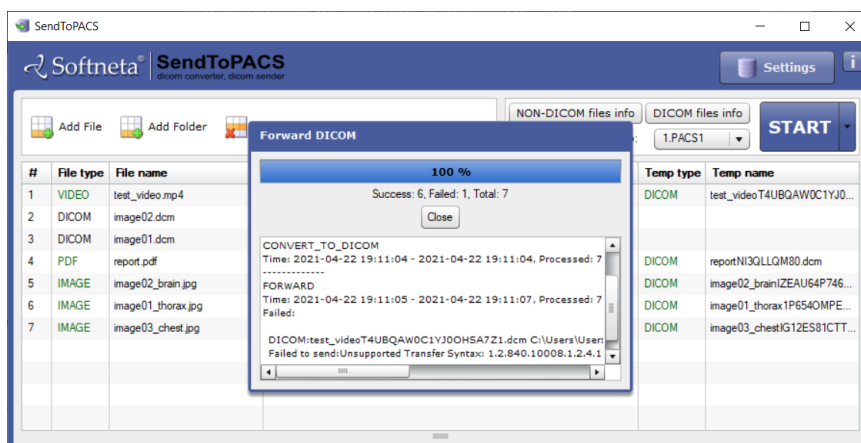 SendToPACS
Softneta® SendToPACS
dicom converter, dicom sender
Settings
i
Add File Add Folder
NON-DICOM files info DICOM files info
1.PACS1
START
Forward DICOM
100 %
Success: 6, Failed: 1, Total: 7
Close
CONVERT_TO_DICOM
Time: 2021-04-22 19:11:04 - 2021-04-22 19:11:04, Processed: 7
-------------
FORWARD
Time: 2021-04-22 19:11:05 - 2021-04-22 19:11:07, Processed: 7
Failed:
DICOM:test_videoT4UBQAW0C1YJ0OHSA7Z1.dcm C:\Users\User
Failed to send:Unsupported Transfer Syntax: 1.2.840.10008.1.2.4.1
# File type File name Temp type Temp name
1 VIDEO test_video.mp4 DICOM test_videoT4UBQAW0C1YJ0...
2 DICOM image02.dcm
3 DICOM image01.dcm
4 PDF report.pdf DICOM reportNI3QLLQM80.dcm
5 IMAGE image02_brain.jpg DICOM image02_brainIZEAU64P746...
6 IMAGE image01_thorax.jpg DICOM image01_thorax1P654OMPE...
7 IMAGE image03_chest.jpg DICOM image03_chestIG12ES81CTT...